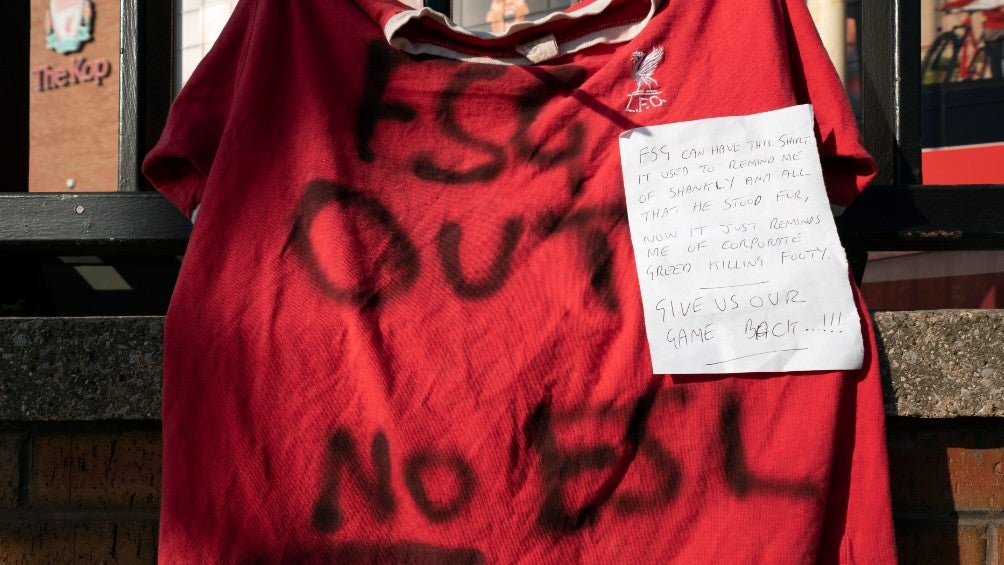 The Kop
L.F.C.
FSG
OUT
NO ESL
FSG CAN HAVE THIS SHIRT
IT USED TO REMIND ME
OF SHANKLY AND ALL
THAT HE STOOD FOR,
NOW IT JUST REMINDS
ME OF CORPORATE
GREED KILLING FOOTY.
GIVE US OUR
GAME BACK...!!!